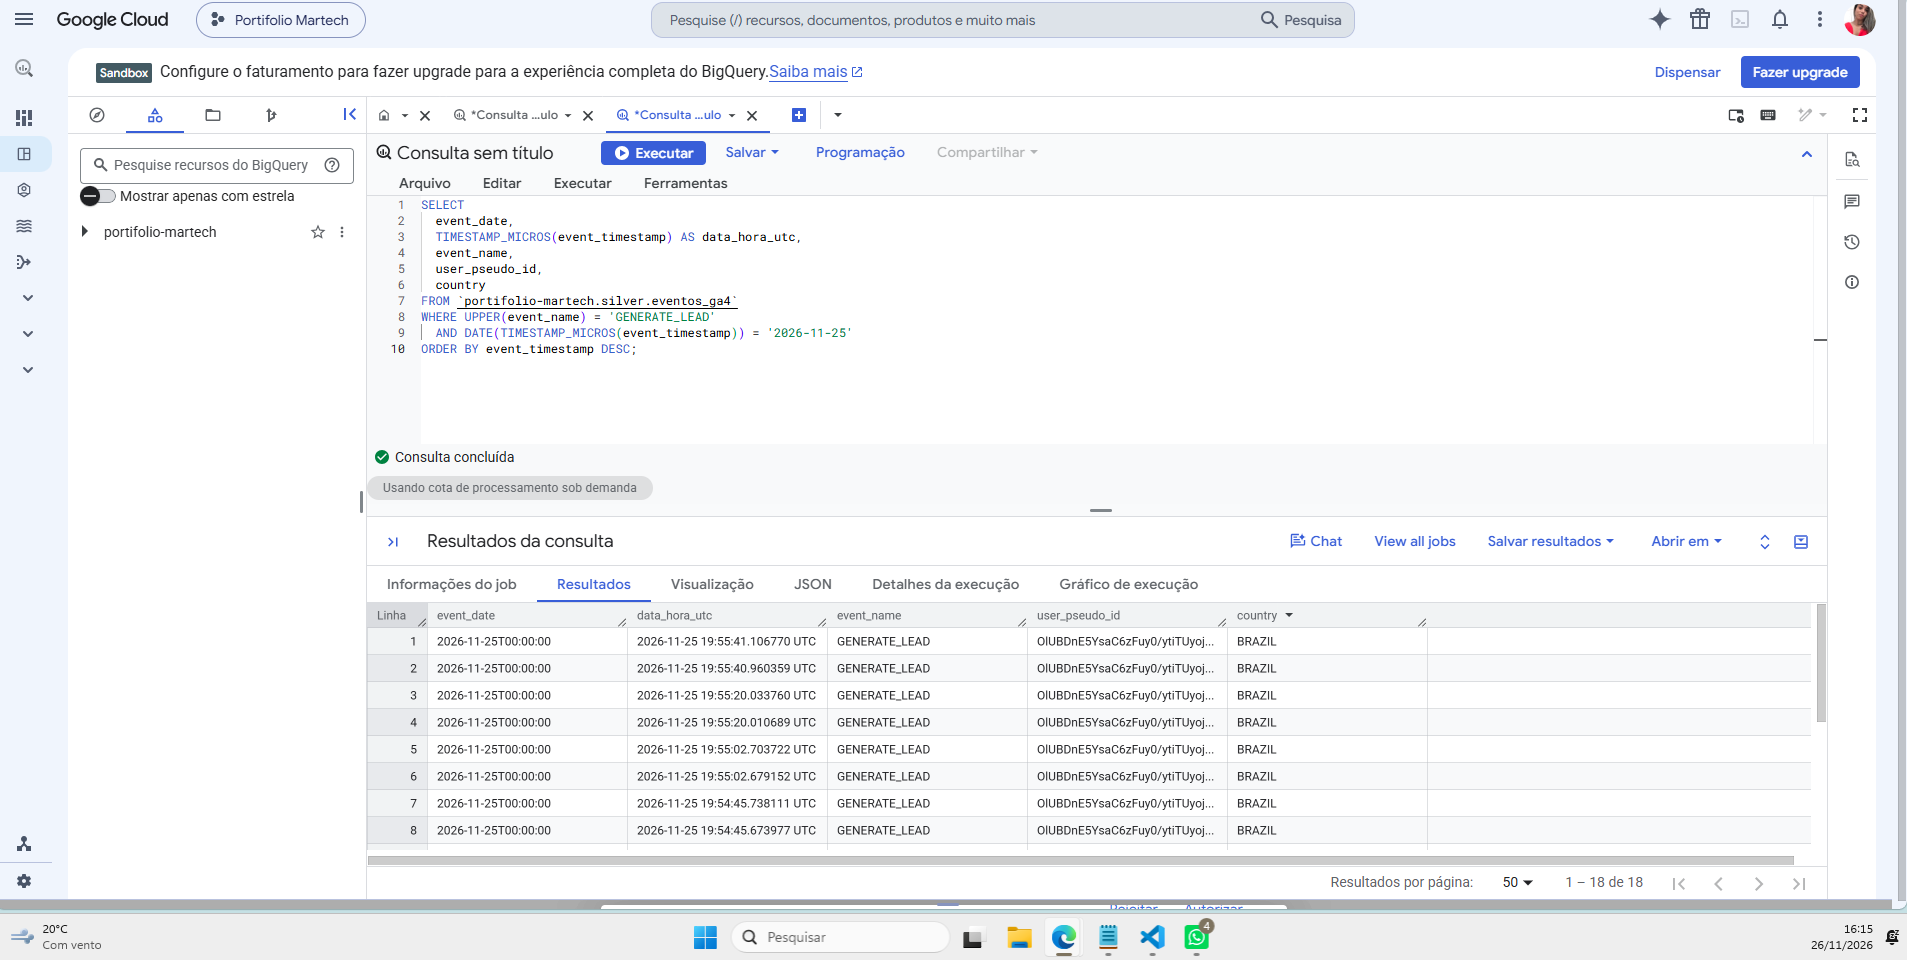 Google Cloud
Portifolio Martech
Pesquise (/) recursos, documentos, produtos e muito mais
Pesquisa
Sandbox Configure o faturamento para fazer upgrade para a experiência completa do BigQuery. Saiba mais
Dispensar
Fazer upgrade
*Consulta ...ulo
*Consulta ...ulo
Pesquise recursos do BigQuery
Mostrar apenas com estrela
portifolio-martech
Consulta sem título
Executar
Salvar
Programação
Compartilhar
Arquivo Editar Executar Ferramentas
1 SELECT
2 event_date,
3 TIMESTAMP_MICROS(event_timestamp) AS data_hora_utc,
4 event_name,
5 user_pseudo_id,
6 country
7 FROM `portifolio-martech.silver.eventos_ga4`
8 WHERE UPPER(event_name) = 'GENERATE_LEAD'
9 AND DATE(TIMESTAMP_MICROS(event_timestamp)) = '2026-11-25'
10 ORDER BY event_timestamp DESC;
Consulta concluída
Usando cota de processamento sob demanda
Resultados da consulta
Chat
View all jobs
Salvar resultados
Abrir em
Informações do job Resultados Visualização JSON Detalhes da execução Gráfico de execução
Linha event_date data_hora_utc event_name user_pseudo_id country
1 2026-11-25T00:00:00 2026-11-25 19:55:41.106770 UTC GENERATE_LEAD OlUBDnE5YsaC6zFuy0/ytiTUyoj... BRAZIL
2 2026-11-25T00:00:00 2026-11-25 19:55:40.960359 UTC GENERATE_LEAD OlUBDnE5YsaC6zFuy0/ytiTUyoj... BRAZIL
3 2026-11-25T00:00:00 2026-11-25 19:55:20.033760 UTC GENERATE_LEAD OlUBDnE5YsaC6zFuy0/ytiTUyoj... BRAZIL
4 2026-11-25T00:00:00 2026-11-25 19:55:20.010689 UTC GENERATE_LEAD OlUBDnE5YsaC6zFuy0/ytiTUyoj... BRAZIL
5 2026-11-25T00:00:00 2026-11-25 19:55:02.703722 UTC GENERATE_LEAD OlUBDnE5YsaC6zFuy0/ytiTUyoj... BRAZIL
6 2026-11-25T00:00:00 2026-11-25 19:55:02.679152 UTC GENERATE_LEAD OlUBDnE5YsaC6zFuy0/ytiTUyoj... BRAZIL
7 2026-11-25T00:00:00 2026-11-25 19:54:45.738111 UTC GENERATE_LEAD OlUBDnE5YsaC6zFuy0/ytiTUyoj... BRAZIL
8 2026-11-25T00:00:00 2026-11-25 19:54:45.673977 UTC GENERATE_LEAD OlUBDnE5YsaC6zFuy0/ytiTUyoj... BRAZIL
Resultados por página: 50 1 – 18 de 18
Rejeitar Autorizar
20°C
Com vento
Pesquisar
4
16:15
26/11/2026